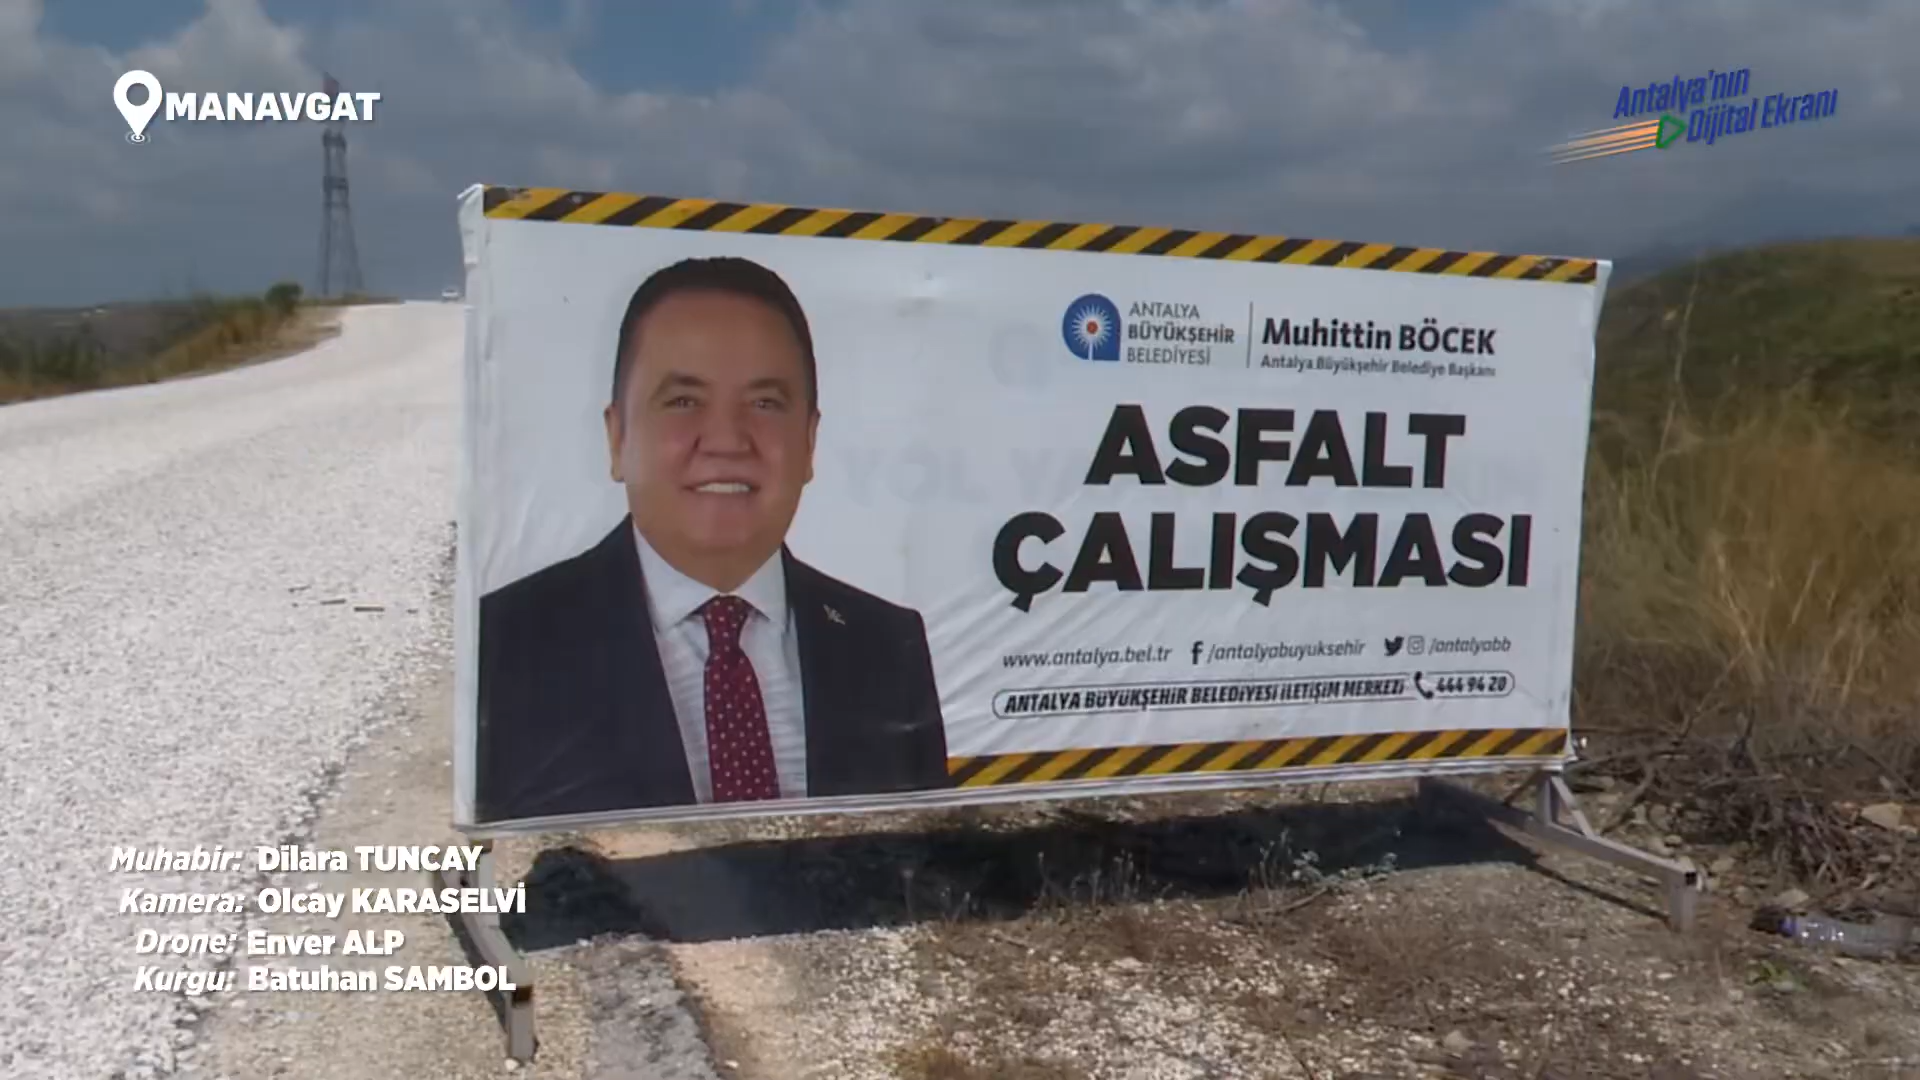 MANAVGAT
Antalya'nın
Dijital Ekranı
ANTALYA
BÜYÜKŞEHİR
BELEDİYESİ
Muhittin BÖCEK
Antalya Büyükşehir Belediye Başkanı
ASFALT
ÇALIŞMASI
www.antalya.bel.tr /antalyabuyuksehir /antalyabb
ANTALYA BÜYÜKŞEHİR BELEDİYESİ İLETİŞİM MERKEZİ 444 94 20
Muhabir: Dilara TUNCAY
Kamera: Olcay KARASELVİ
Drone: Enver ALP
Kurgu: Batuhan SAMBOL